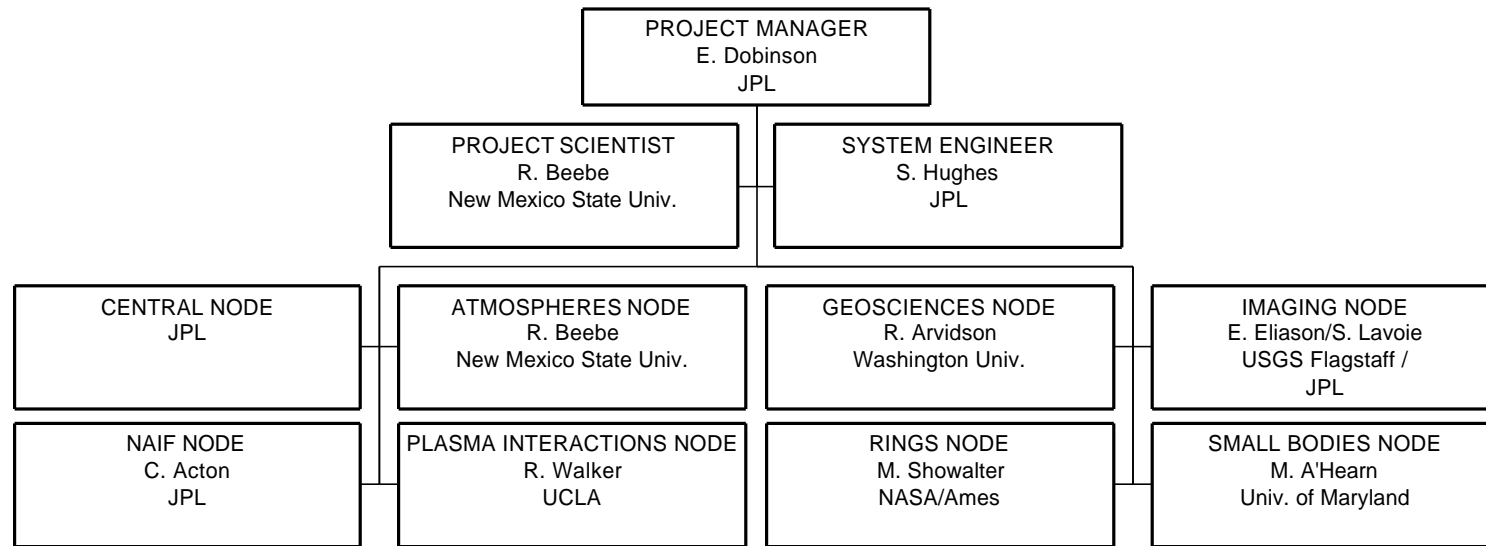 PROJECT MANAGER
E. Dobinson
JPL
PROJECT SCIENTIST
R. Beebe
New Mexico State Univ.
SYSTEM ENGINEER
S. Hughes
JPL
CENTRAL NODE
JPL
ATMOSPHERES NODE
R. Beebe
New Mexico State Univ.
GEOSCIENCES NODE
R. Arvidson
Washington Univ.
IMAGING NODE
E. Eliason/S. Lavoie
USGS Flagstaff /
JPL
NAIF NODE
C. Acton
JPL
PLASMA INTERACTIONS NODE
R. Walker
UCLA
RINGS NODE
M. Showalter
NASA/Ames
SMALL BODIES NODE
M. A'Hearn
Univ. of Maryland